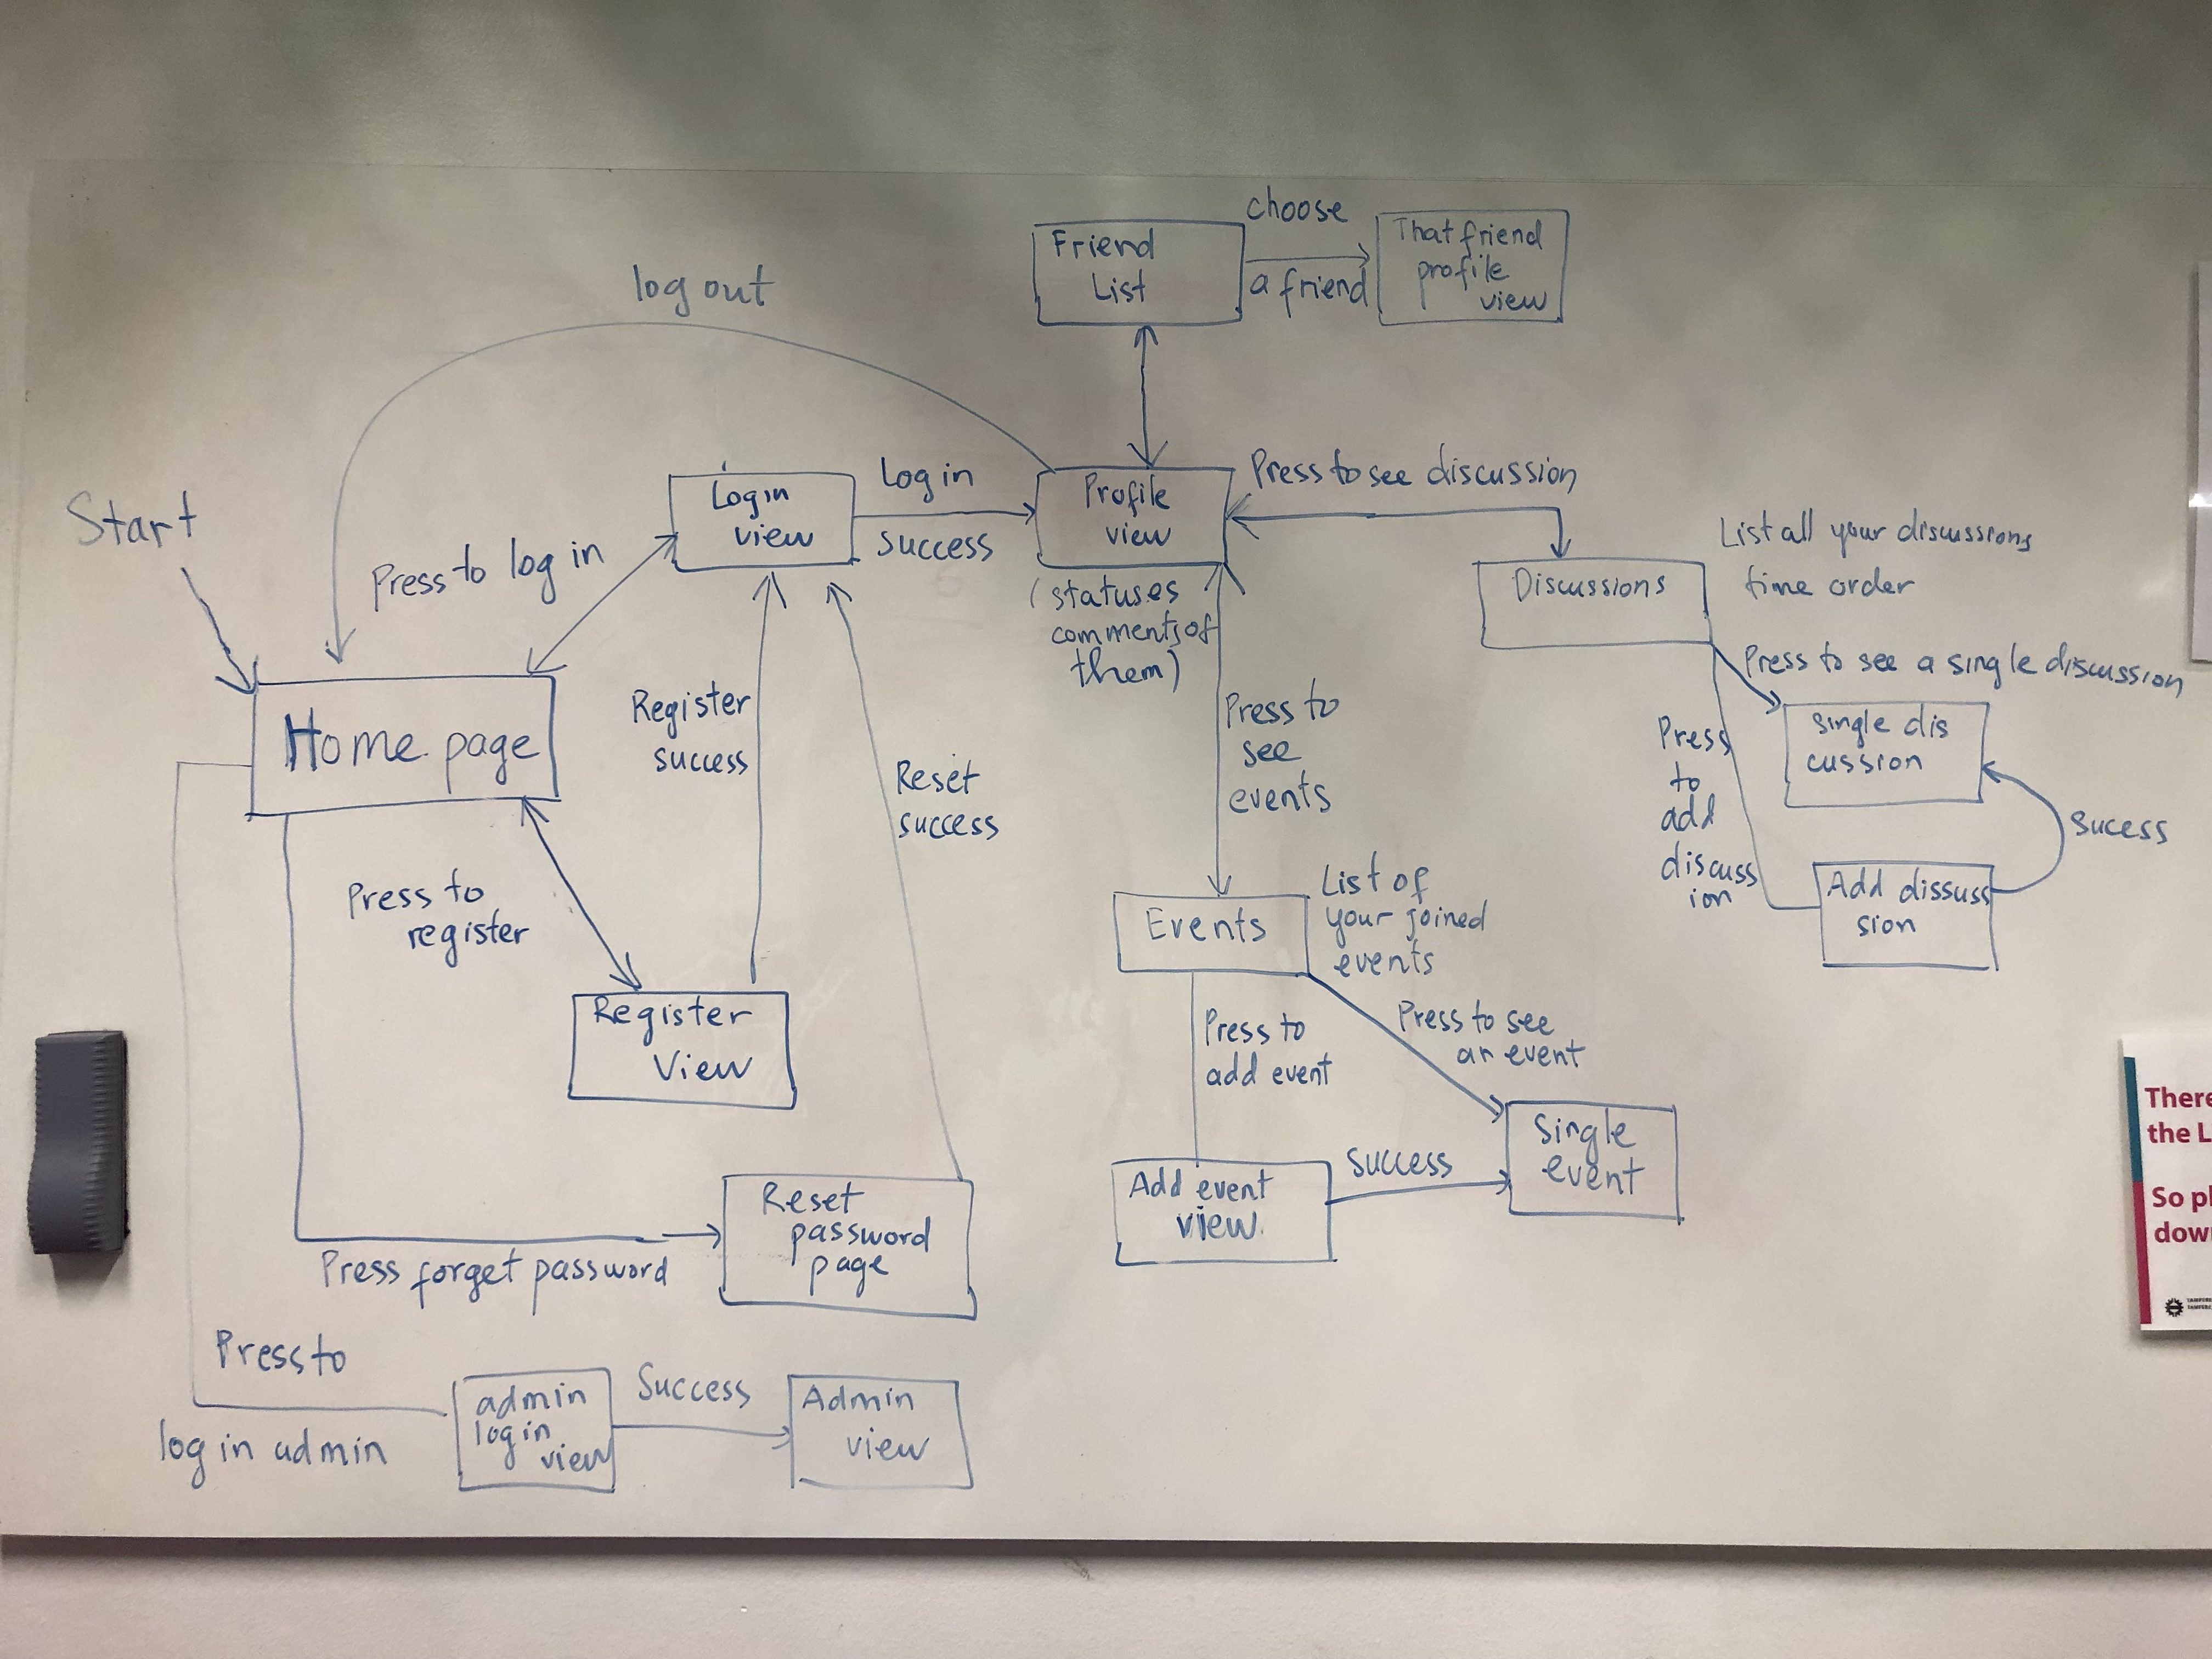 choose
Friend
List
a friend
That friend
profile
view
log out
Start
Press to log in
Login
view
Log in
success
Profile
view
(statuses
comments of
them)
Press to see discussion
Discussions
List all your discussions
time order
Press to see a single discussion
single dis
cussion
Press
to
add
discuss
ion
Sucess
Add dissuss
sion
Home page
Register
success
Reset
success
Press to
see
events
Press to
register
Register
View
Events
List of
your joined
events
Press to
add event
Press to see
an event
Single
event
Add event
view
Success
Reset
password
page
Press forget password
Press to
log in admin
admin
log in
view
Success
Admin
view
There
the L
So pl
dow